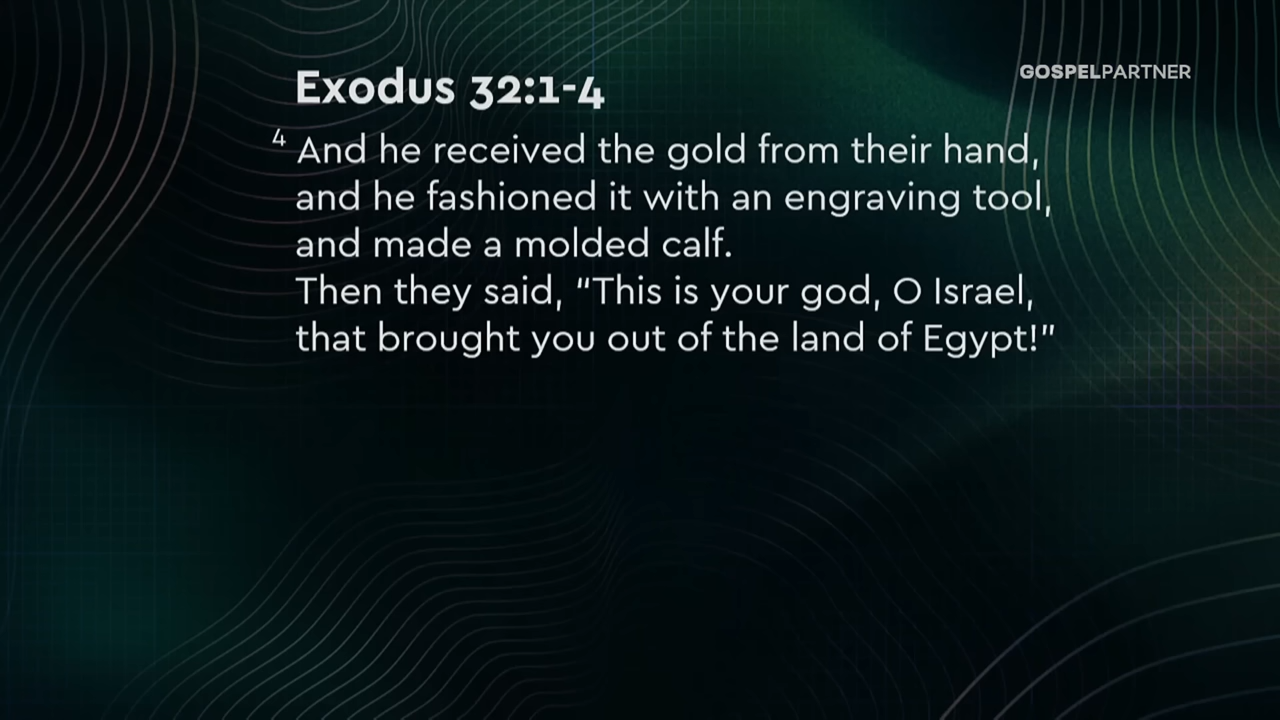 GOSPELPARTNER
Exodus 32:1-4
4 And he received the gold from their hand,
and he fashioned it with an engraving tool,
and made a molded calf.
Then they said, “This is your god, O Israel,
that brought you out of the land of Egypt!”